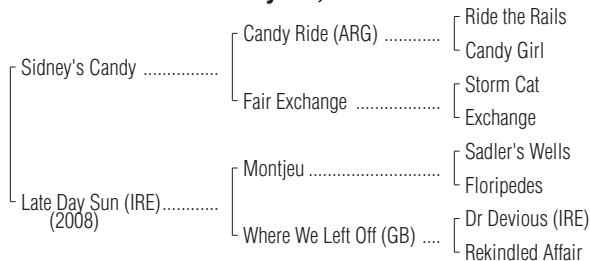 Ride the Rails
Candy Ride (ARG) ............
Candy Girl
Sidney's Candy ................
Storm Cat
Fair Exchange ..................
Exchange
Sadler's Wells
Montjeu ............................
Floripedes
Late Day Sun (IRE)............
(2008)
Dr Devious (IRE)
Where We Left Off (GB) ....
Rekindled Affair